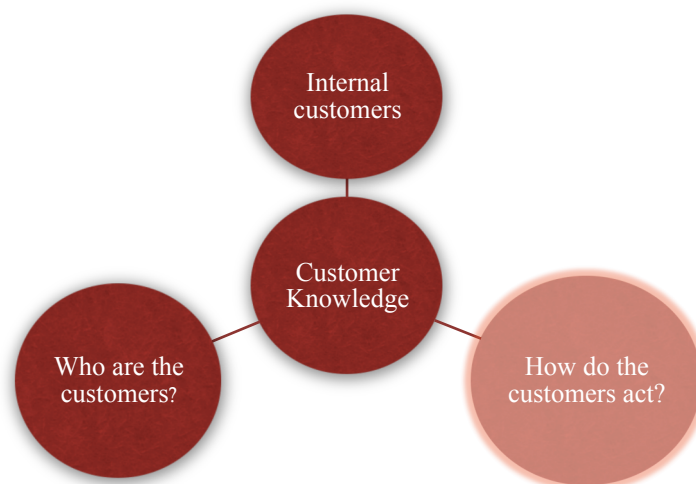 Internal
customers
Customer
Knowledge
Who are the
customers?
How do the
customers act?